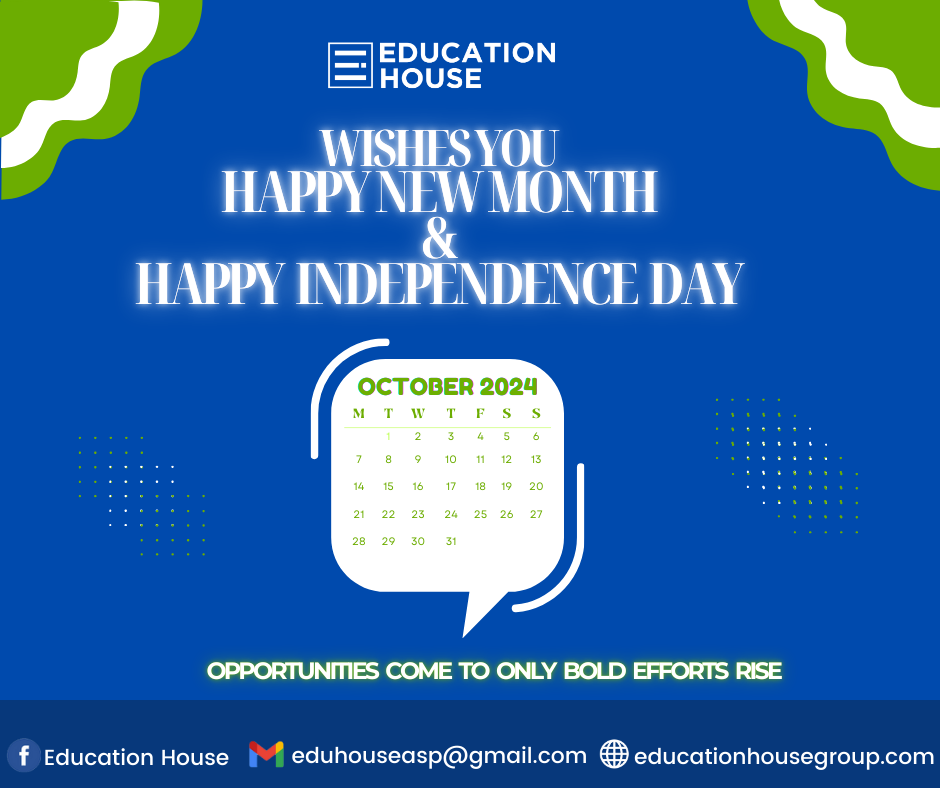 EDUCATION
HOUSE
WISHES YOU
HAPPY NEW MONTH
&
HAPPY INDEPENDENCE DAY
OCTOBER 2024
M T W T F S S
1 2 3 4 5 6
7 8 9 10 11 12 13
14 15 16 17 18 19 20
21 22 23 24 25 26 27
28 29 30 31
OPPORTUNITIES COME TO ONLY BOLD EFFORTS RISE
Education House eduhouseasp@gmail.com educationhousegroup.com